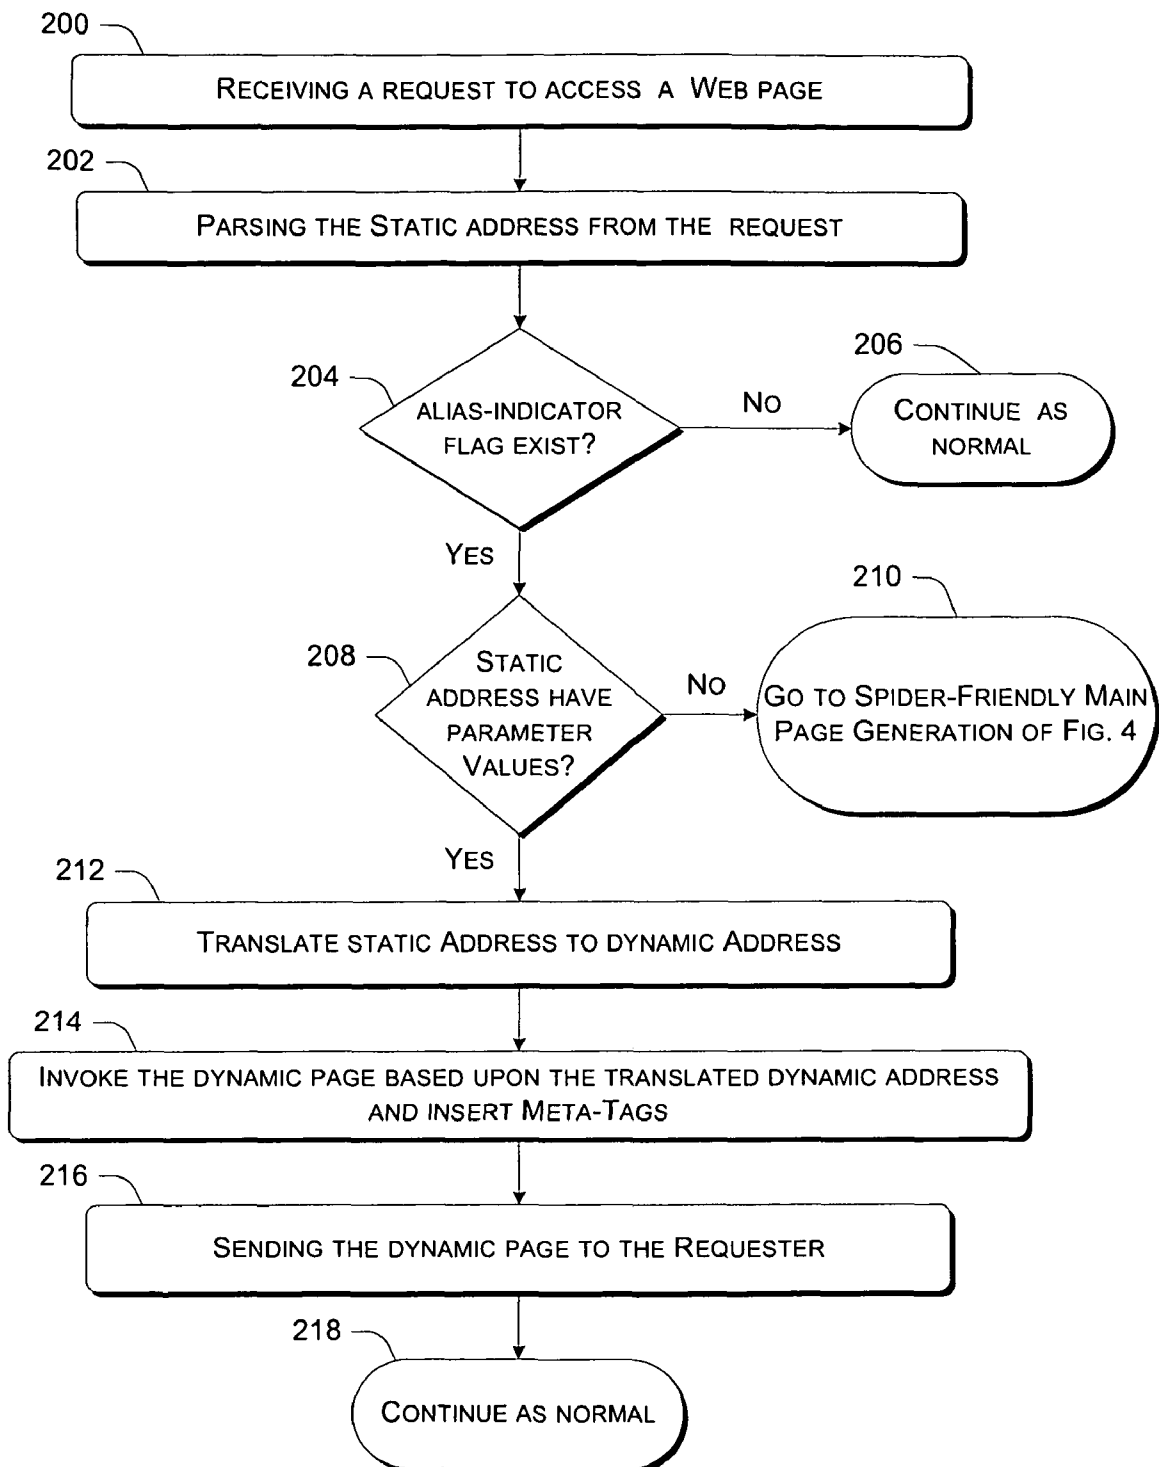 200
RECEIVING A REQUEST TO ACCESS A WEB PAGE
202
PARSING THE STATIC ADDRESS FROM THE REQUEST
204
ALIAS-INDICATOR
FLAG EXIST?
NO
206
CONTINUE AS
NORMAL
YES
208
STATIC
ADDRESS HAVE
PARAMETER
VALUES?
NO
210
GO TO SPIDER-FRIENDLY MAIN
PAGE GENERATION OF FIG. 4
YES
212
TRANSLATE STATIC ADDRESS TO DYNAMIC ADDRESS
214
INVOKE THE DYNAMIC PAGE BASED UPON THE TRANSLATED DYNAMIC ADDRESS
AND INSERT META-TAGS
216
SENDING THE DYNAMIC PAGE TO THE REQUESTER
218
CONTINUE AS NORMAL